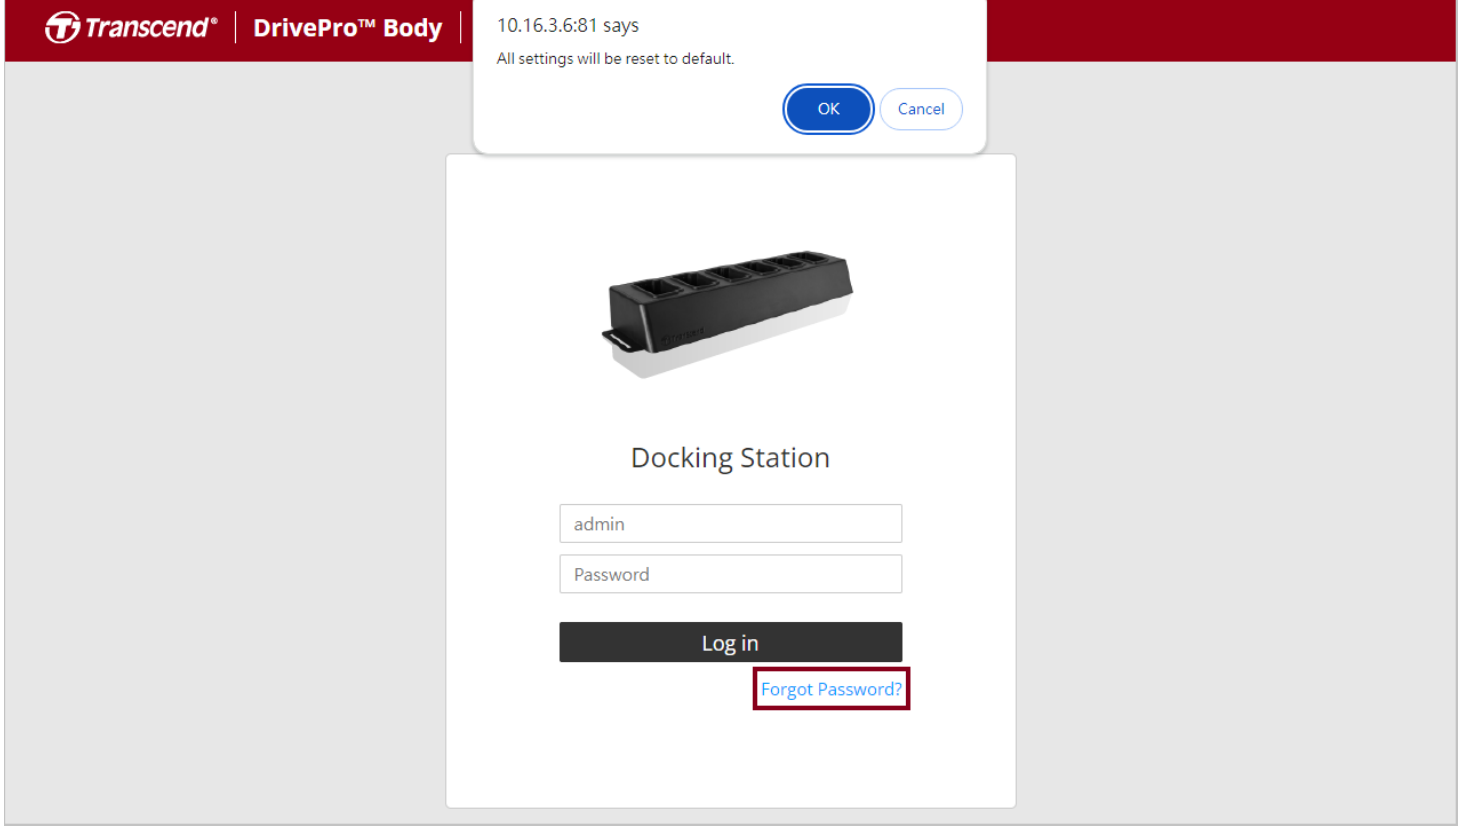 Transcend®
DrivePro™ Body
10.16.3.6:81 says
All settings will be reset to default.
OK
Cancel
Transcend
Docking Station
admin
Password
Log in
Forgot Password?